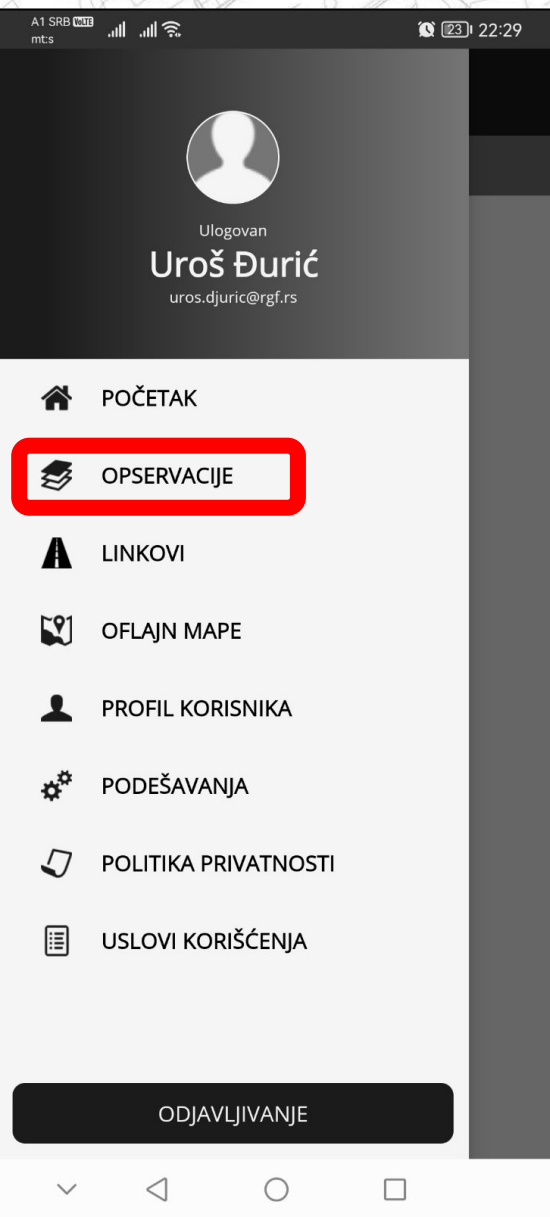 A1 SRB VoLTE
mt:s
23 22:29
Ulogovan
Uroš Đurić
uros.djuric@rgf.rs
POČETAK
OPSERVACIJE
LINKOVI
OFLAJN MAPE
PROFIL KORISNIKA
PODEŠAVANJA
POLITIKA PRIVATNOSTI
USLOVI KORIŠĆENJA
ODJAVLJIVANJE